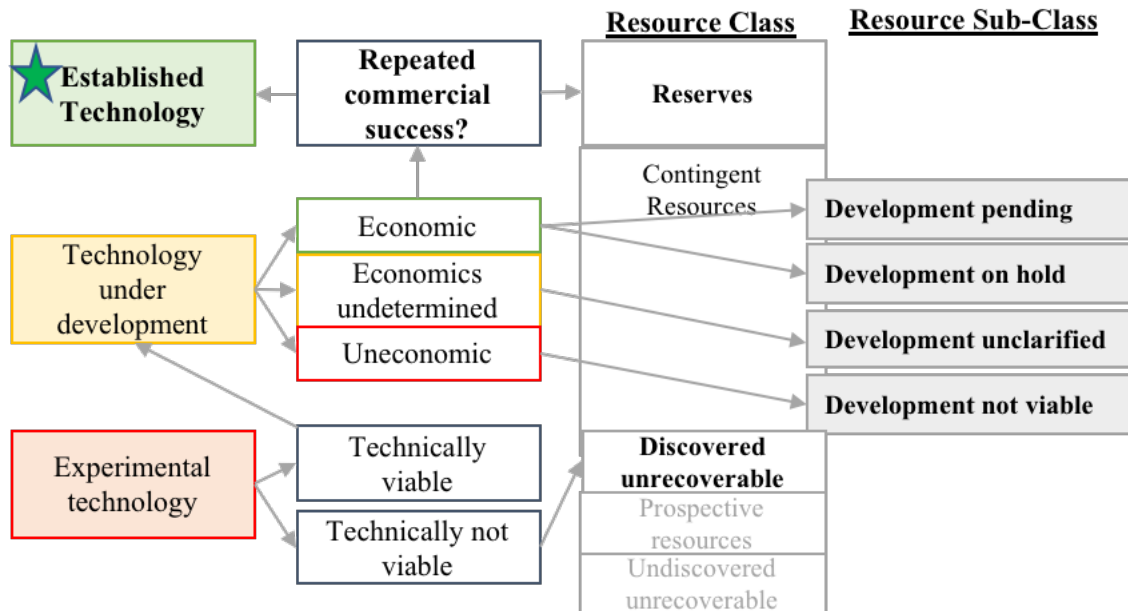 Resource Class
Resource Sub-Class
Established
Technology
Repeated
commercial
success?
Reserves
Contingent
Resources
Development pending
Economic
Technology
under
development
Economics
undetermined
Development on hold
Uneconomic
Development unclarified
Development not viable
Experimental
technology
Technically
viable
Discovered
unrecoverable
Technically not
viable
Prospective
resources
Undiscovered
unrecoverable